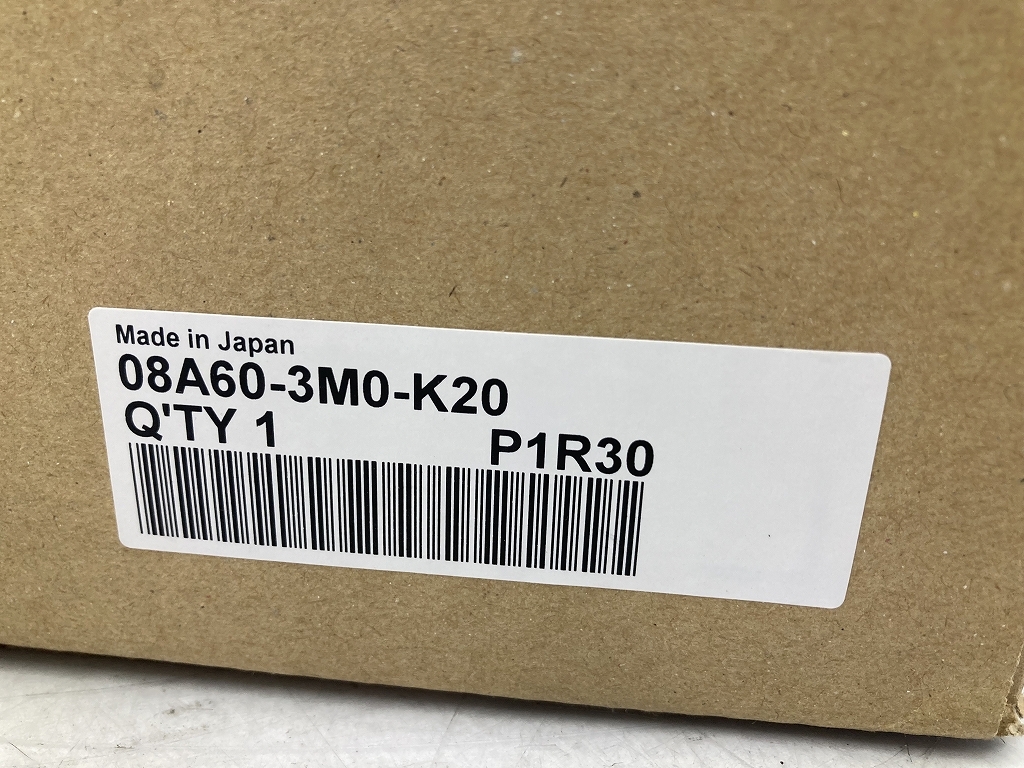 Made in Japan
08A60-3M0-K20
Q'TY 1 P1R30